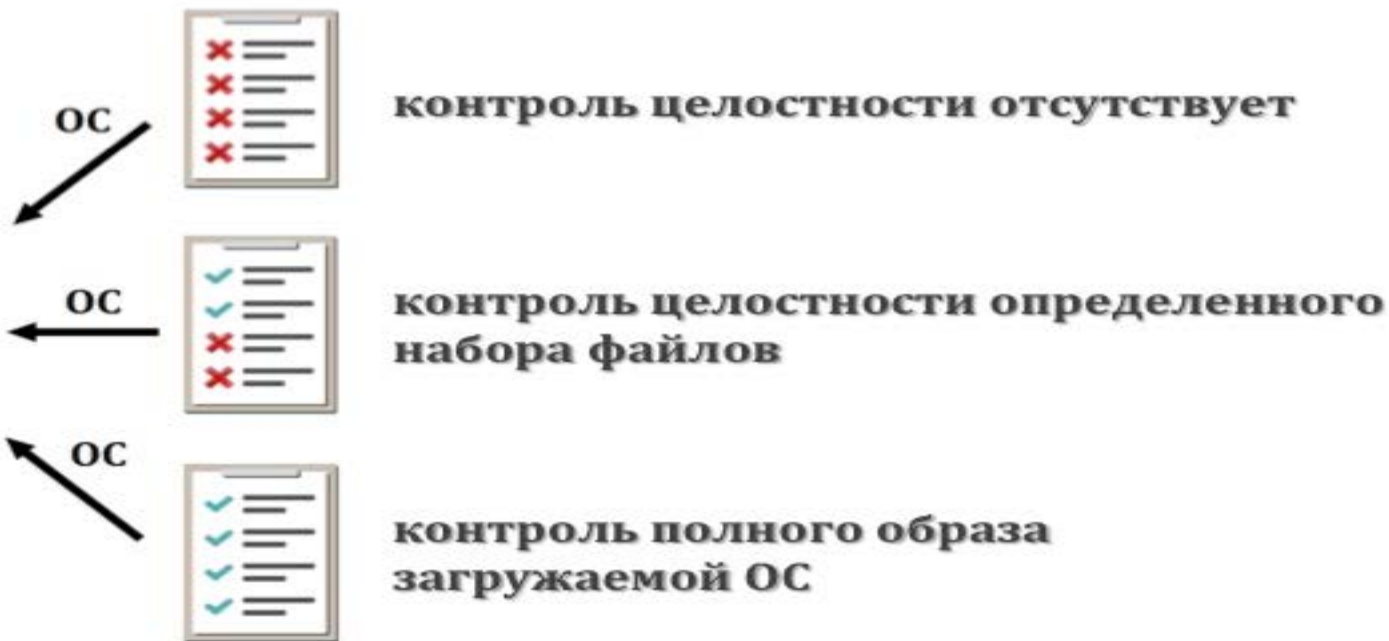 ОС
контроль целостности отсутствует
ОС
контроль целостности определенного
набора файлов
ОС
контроль полного образа
загружаемой ОС